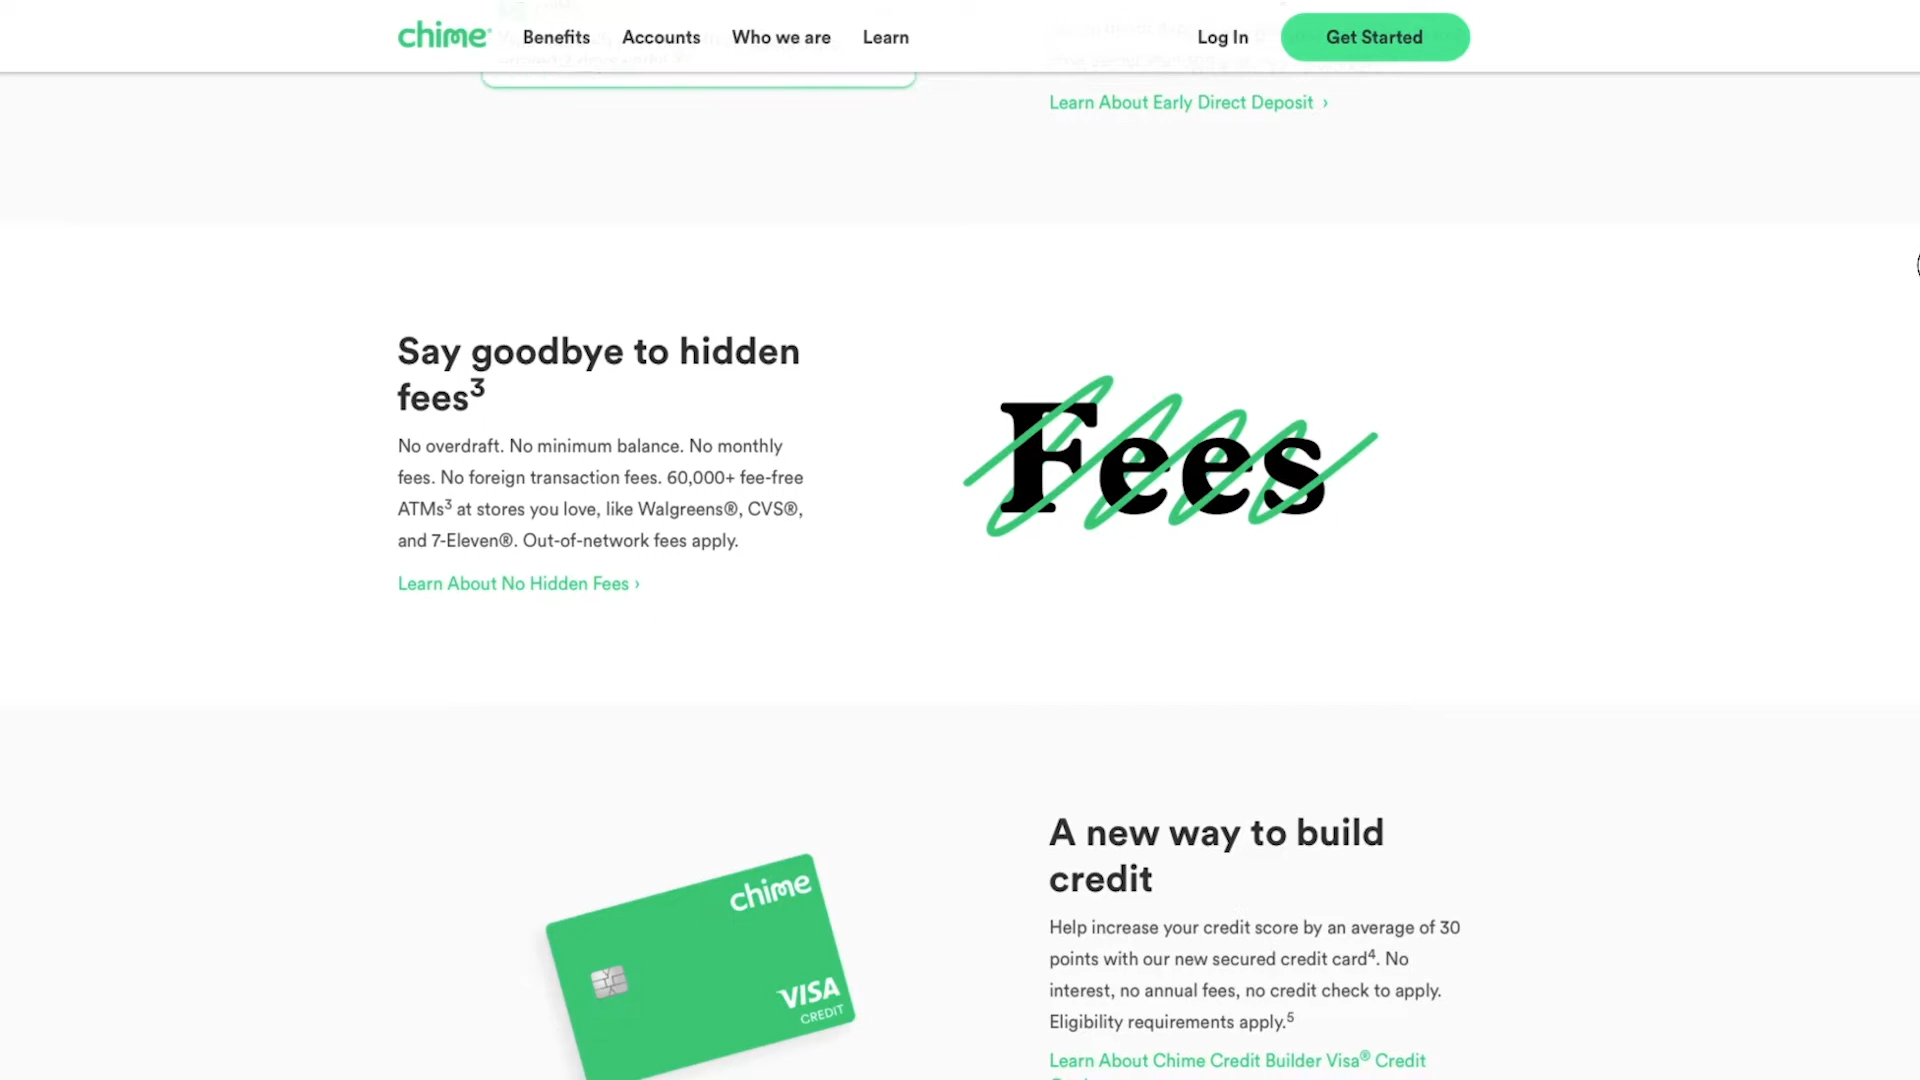 chime
Benefits
Accounts
Who we are
Learn
Log In
Get Started
Learn About Early Direct Deposit ›
Say goodbye to hidden
fees³
No overdraft. No minimum balance. No monthly
fees. No foreign transaction fees. 60,000+ fee-free
ATMs³ at stores you love, like Walgreens®, CVS®,
and 7-Eleven®. Out-of-network fees apply.
Learn About No Hidden Fees ›
Fees
chime
VISA
CREDIT
A new way to build
credit
Help increase your credit score by an average of 30
points with our new secured credit card⁴. No
interest, no annual fees, no credit check to apply.
Eligibility requirements apply.⁵
Learn About Chime Credit Builder Visa® Credit